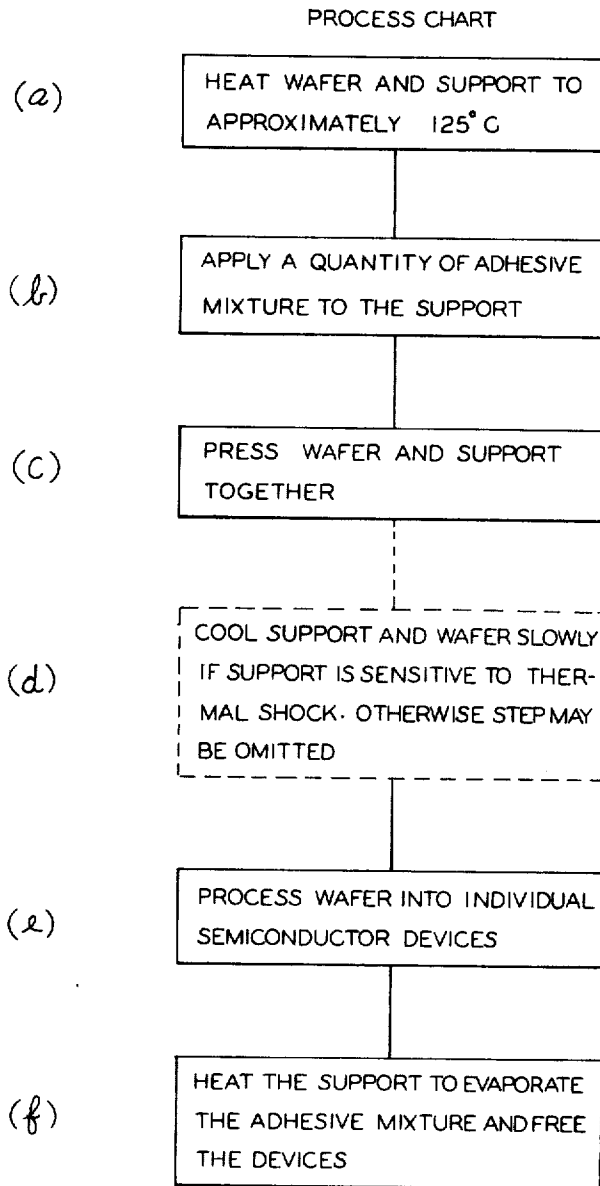 PROCESS CHART
(a)
HEAT WAFER AND SUPPORT TO
APPROXIMATELY 125° C
(b)
APPLY A QUANTITY OF ADHESIVE
MIXTURE TO THE SUPPORT
(c)
PRESS WAFER AND SUPPORT
TOGETHER
(d)
COOL SUPPORT AND WAFER SLOWLY
IF SUPPORT IS SENSITIVE TO THER-
MAL SHOCK. OTHERWISE STEP MAY
BE OMITTED
(e)
PROCESS WAFER INTO INDIVIDUAL
SEMICONDUCTOR DEVICES
(f)
HEAT THE SUPPORT TO EVAPORATE
THE ADHESIVE MIXTURE AND FREE
THE DEVICES